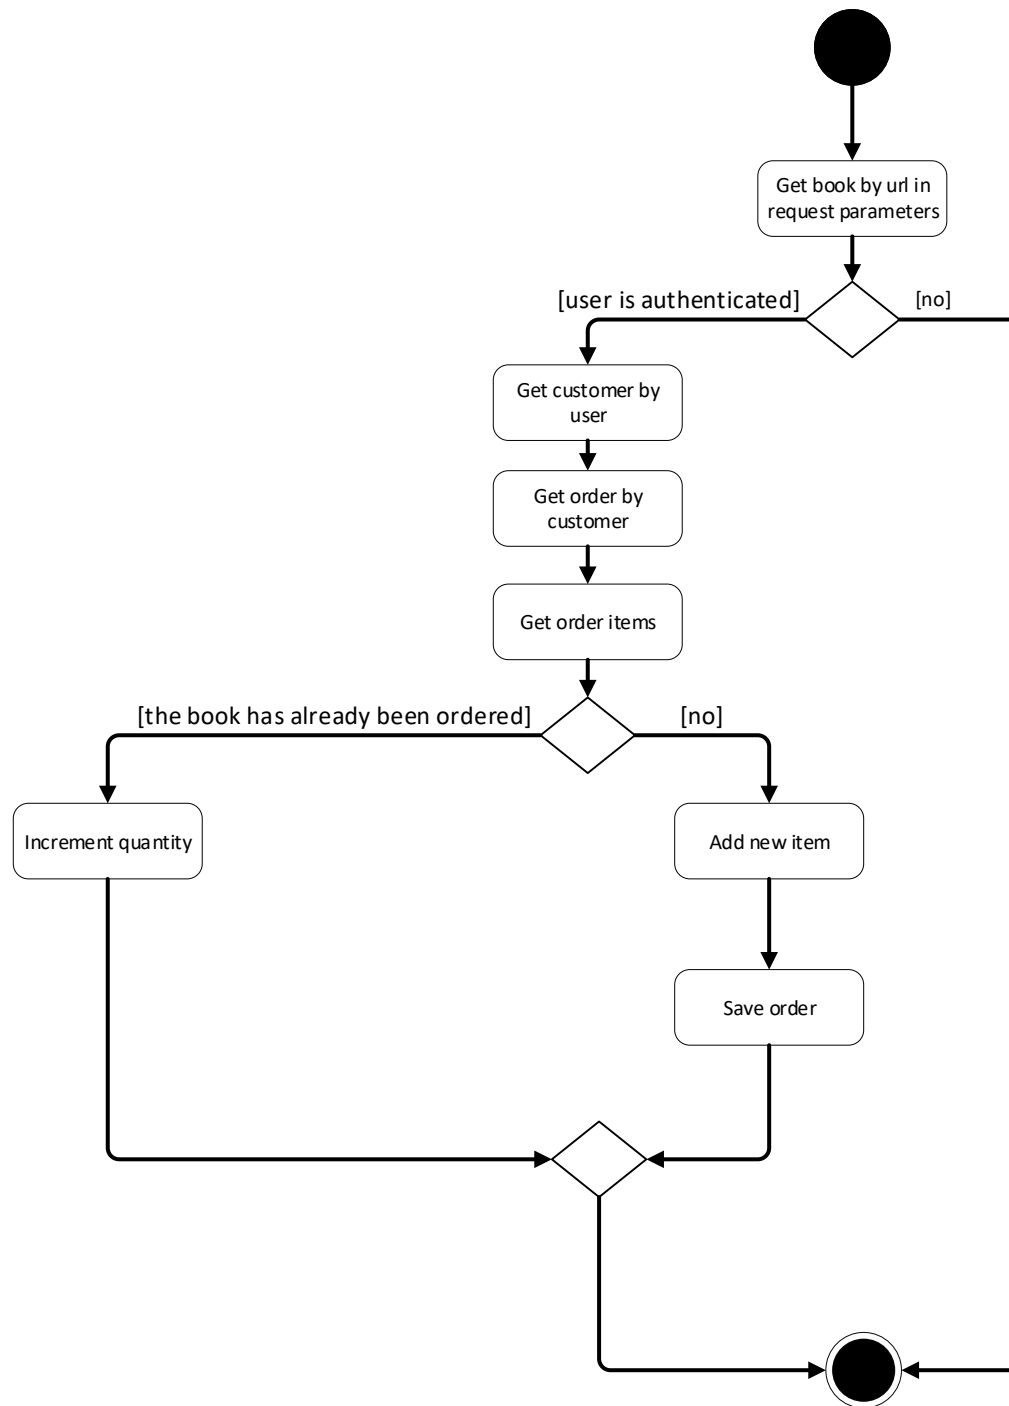 Get book by url in
request parameters
[user is authenticated]
[no]
Get customer by
user
Get order by
customer
Get order items
[the book has already been ordered]
[no]
Increment quantity
Add new item
Save order